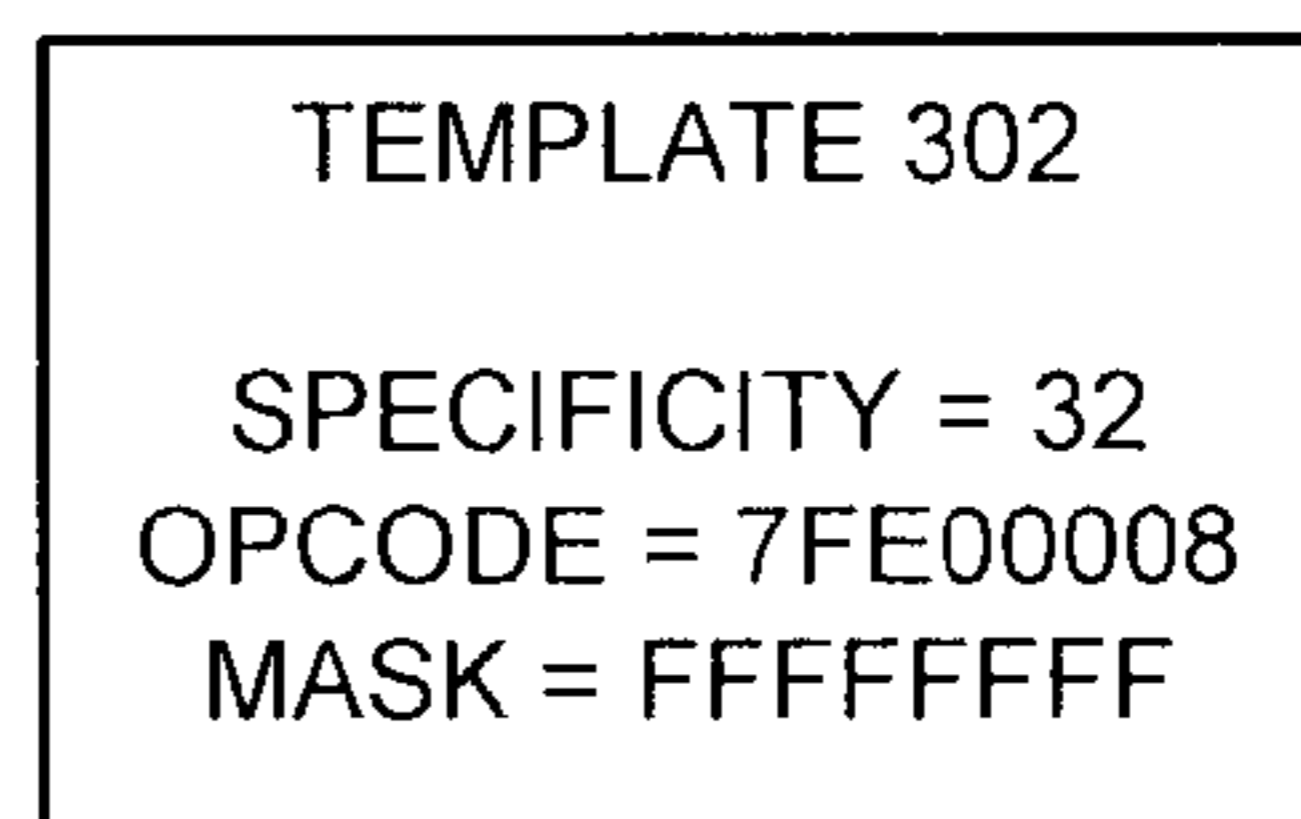 TEMPLATE 302
SPECIFICITY = 32
OPCODE = 7FE00008
MASK = FFFFFFFF